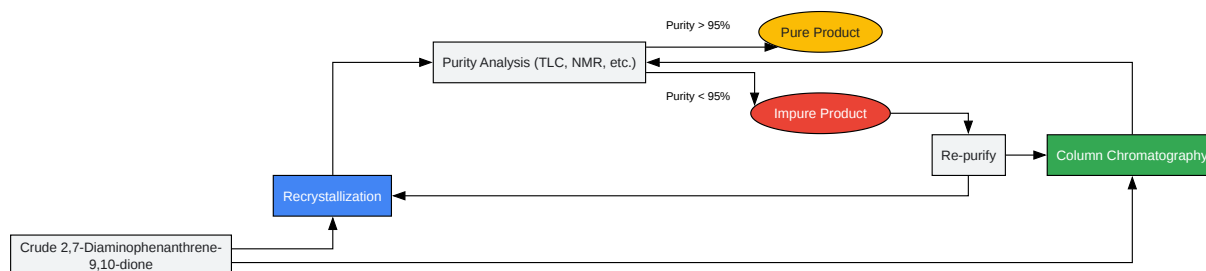 Purity > 95%
Pure Product
Purity Analysis (TLC, NMR, etc.)
Purity < 95%
Impure Product
Re-purify
Column Chromatography
Recrystallization
Crude 2,7-Diaminophenanthrene-
9,10-dione